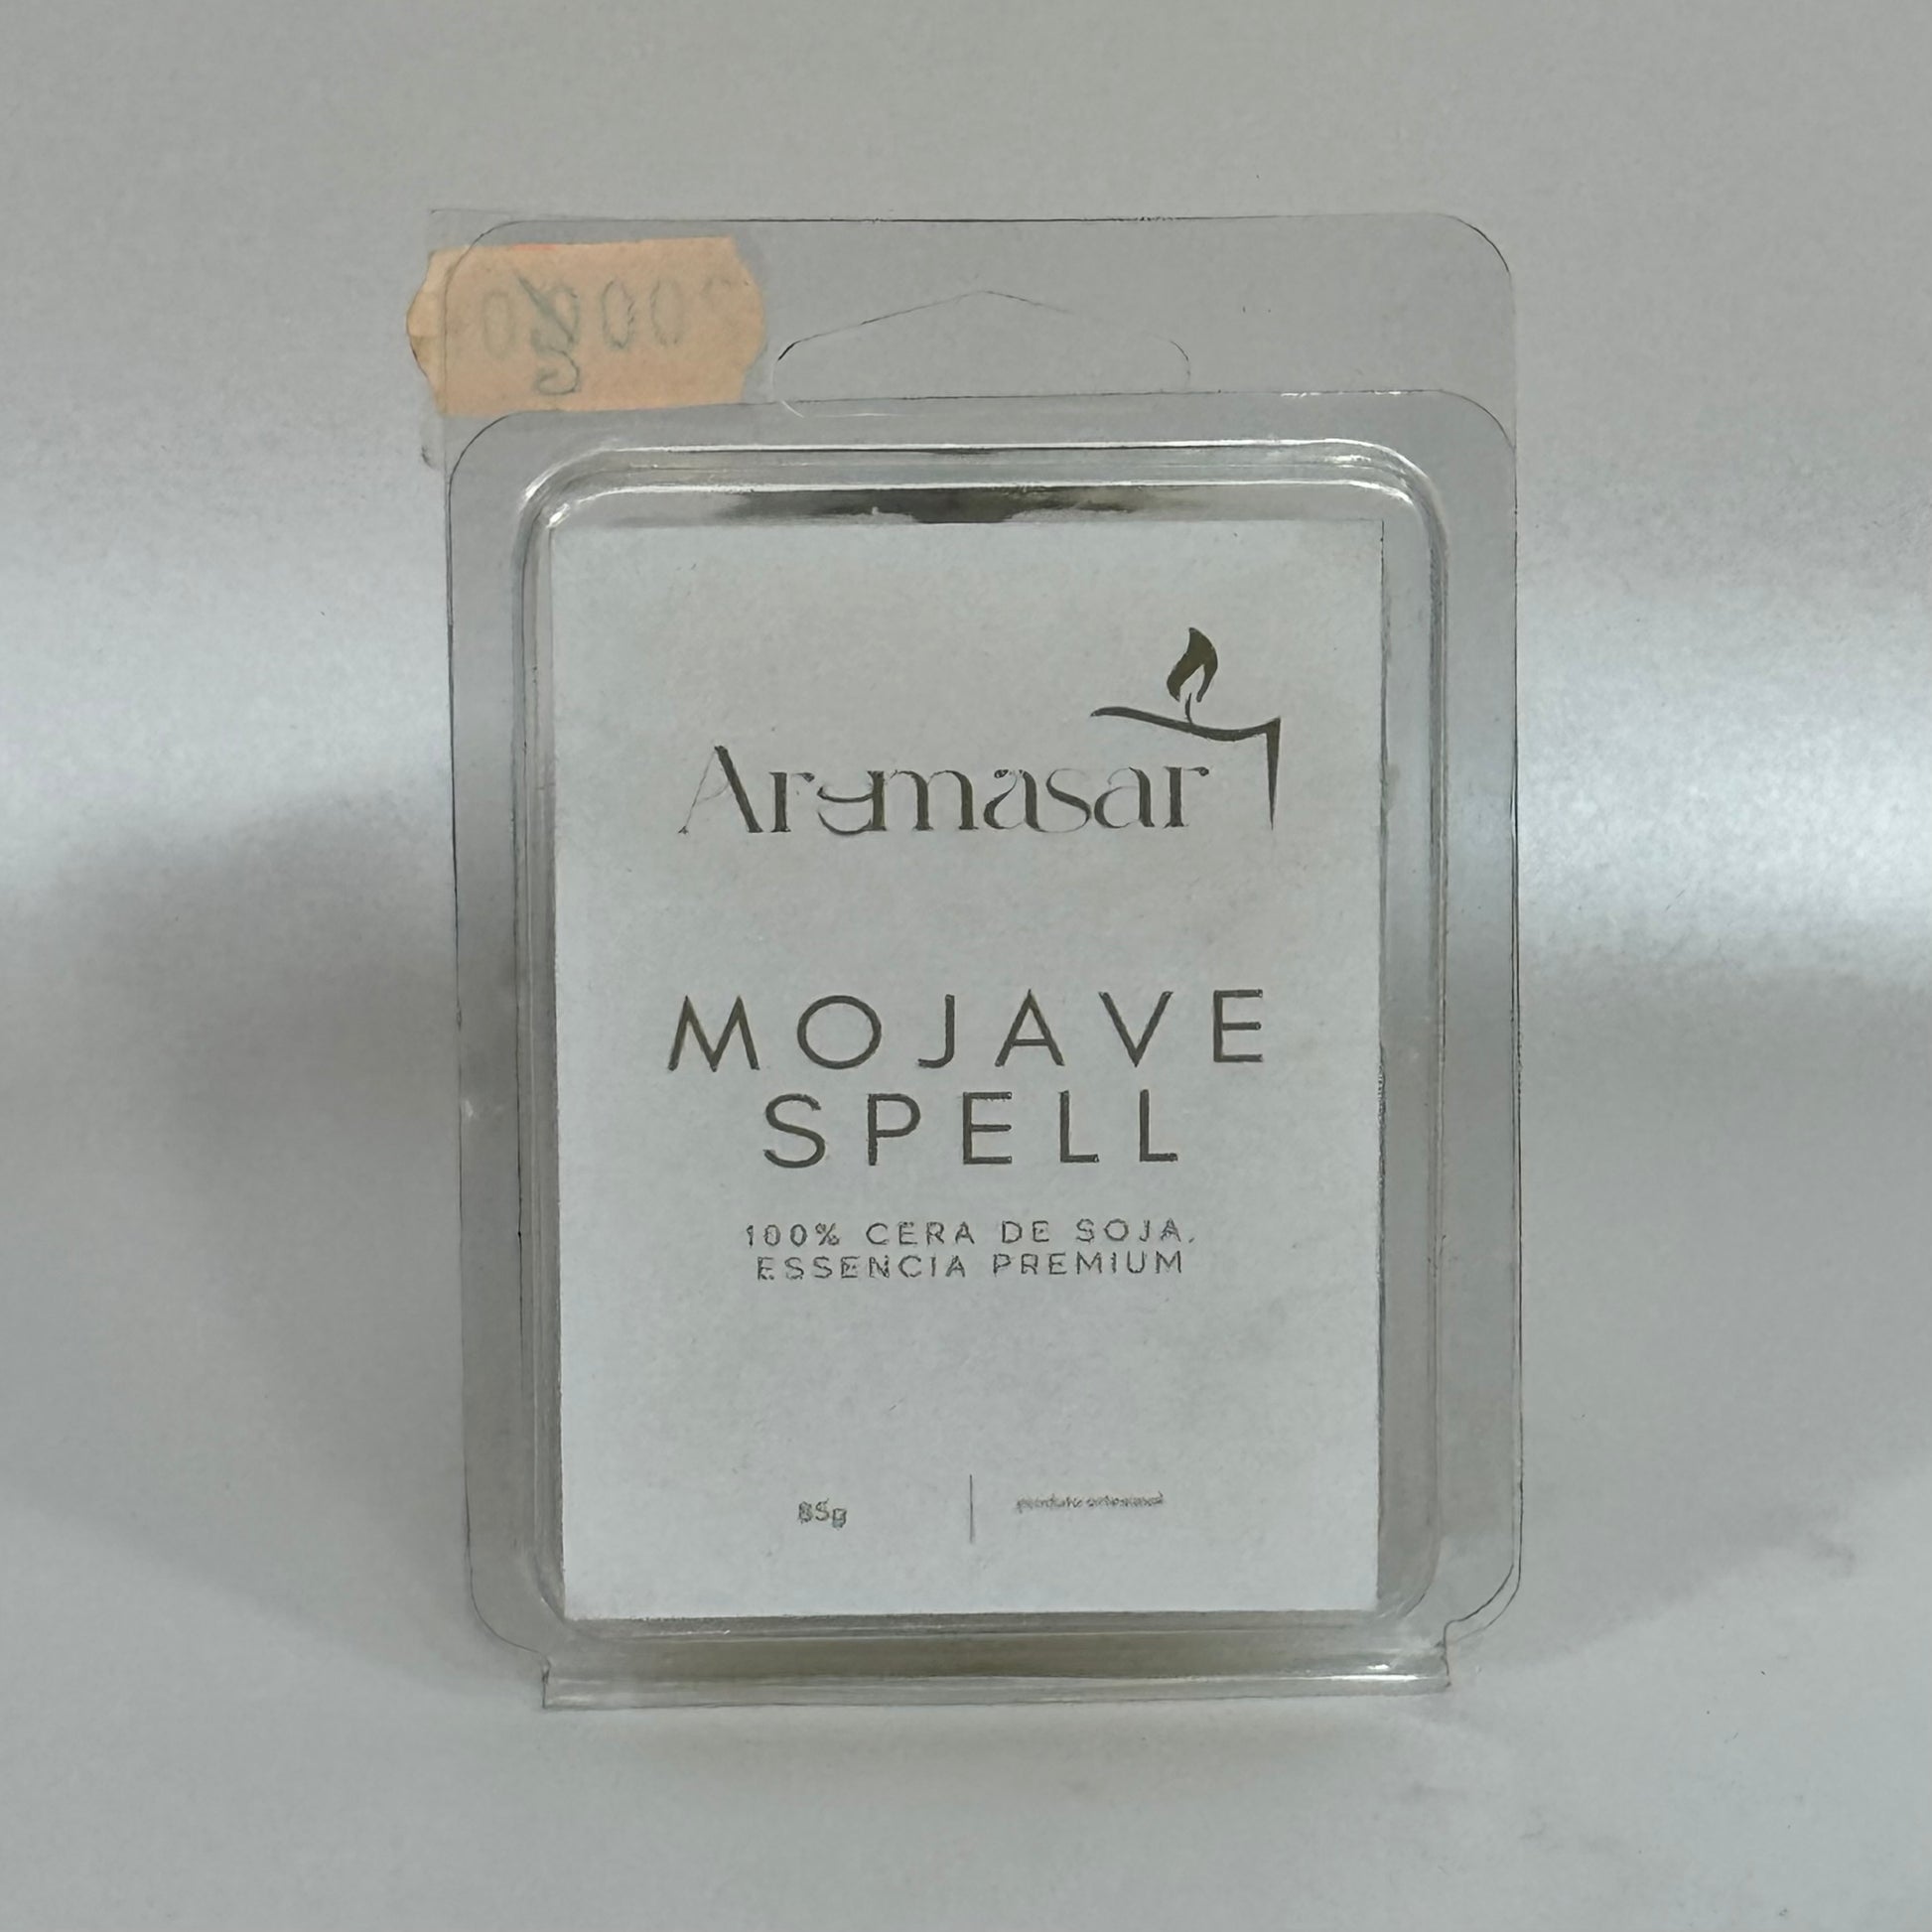 Aromasar
MOJAVE
SPELL
100% CERA DE SOJA,
ESSENCIA PREMIUM
85g